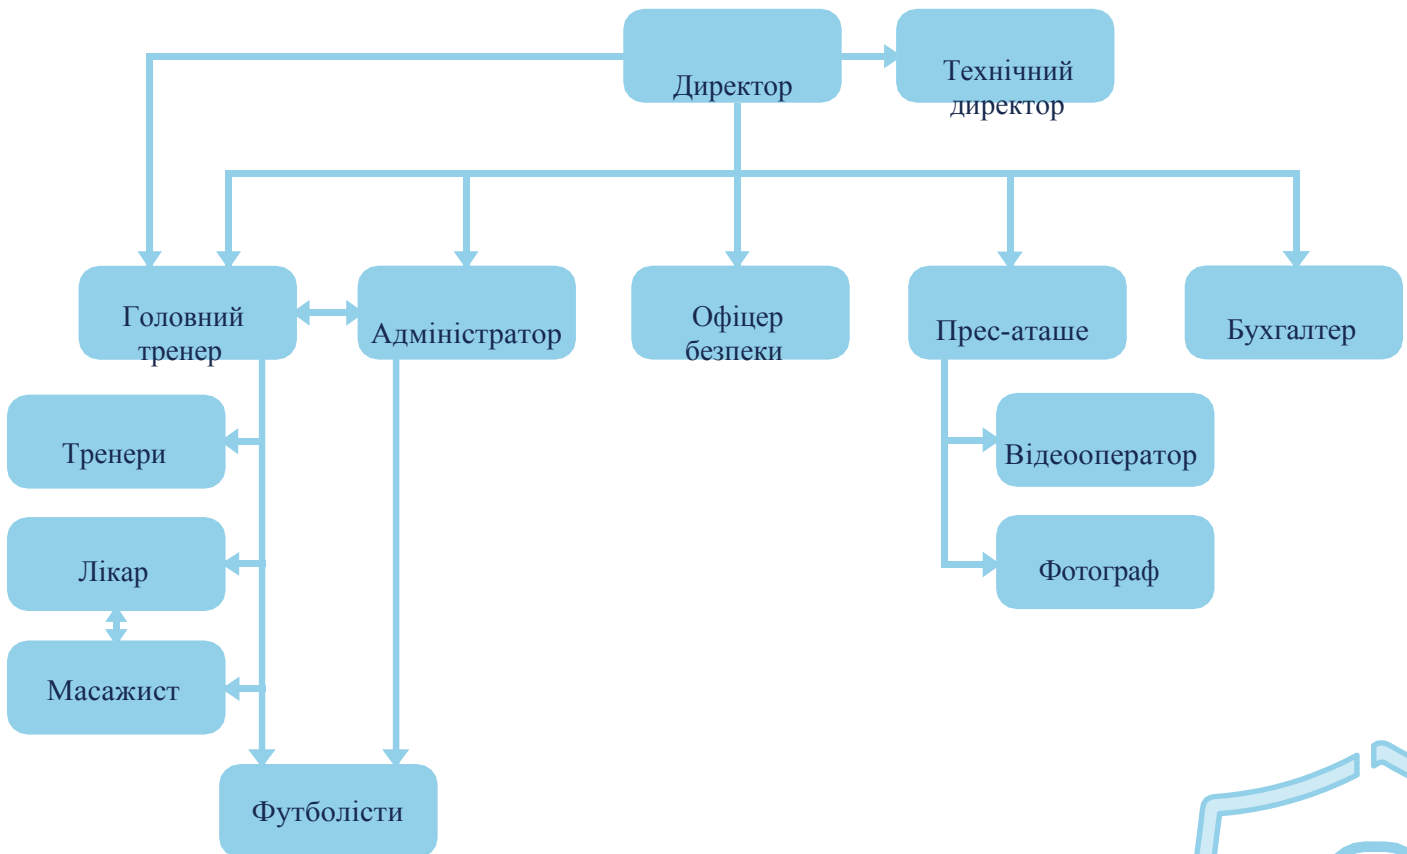 Директор
Технічний
директор
Головний
тренер
Адміністратор
Офіцер
безпеки
Прес-аташе
Бухгалтер
Тренери
Відеооператор
Лікар
Фотограф
Масажист
Футболісти